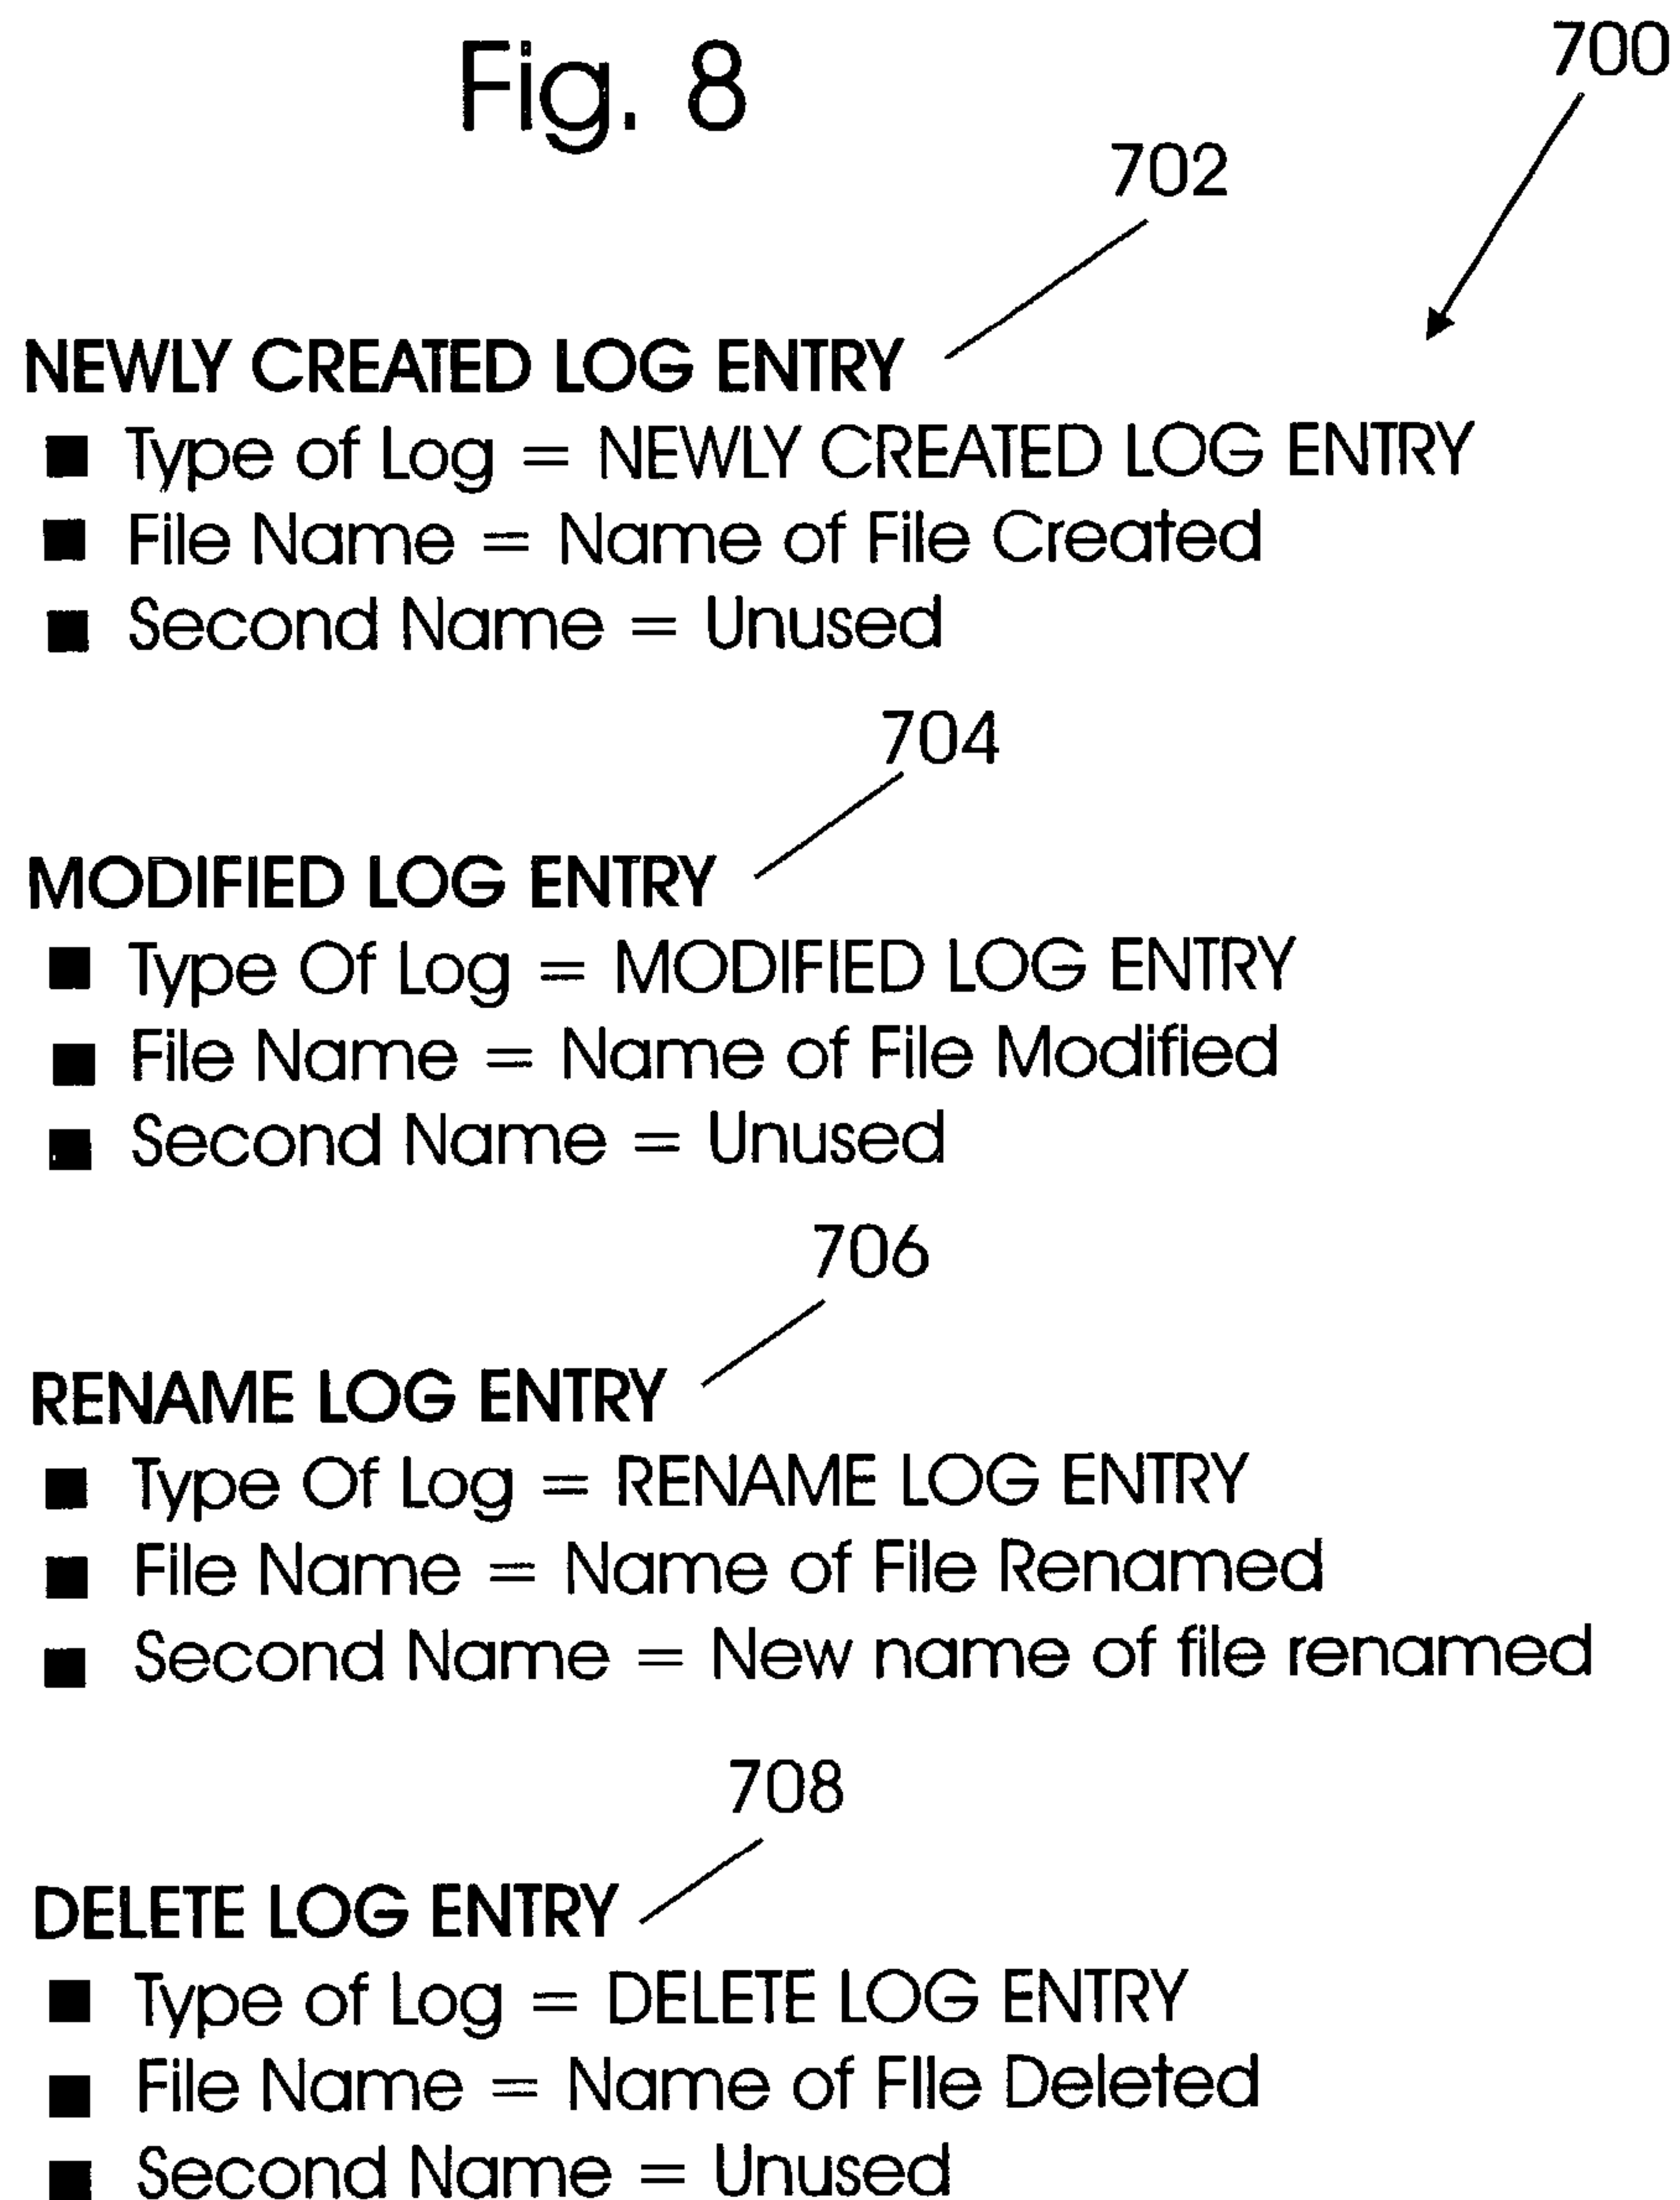 Fig. 8
700
702
NEWLY CREATED LOG ENTRY
■ Type of Log = NEWLY CREATED LOG ENTRY
■ File Name = Name of File Created
■ Second Name = Unused
704
MODIFIED LOG ENTRY
■ Type Of Log = MODIFIED LOG ENTRY
■ File Name = Name of File Modified
■ Second Name = Unused
706
RENAME LOG ENTRY
■ Type Of Log = RENAME LOG ENTRY
■ File Name = Name of File Renamed
■ Second Name = New name of file renamed
708
DELETE LOG ENTRY
■ Type of Log = DELETE LOG ENTRY
■ File Name = Name of FIle Deleted
■ Second Name = Unused